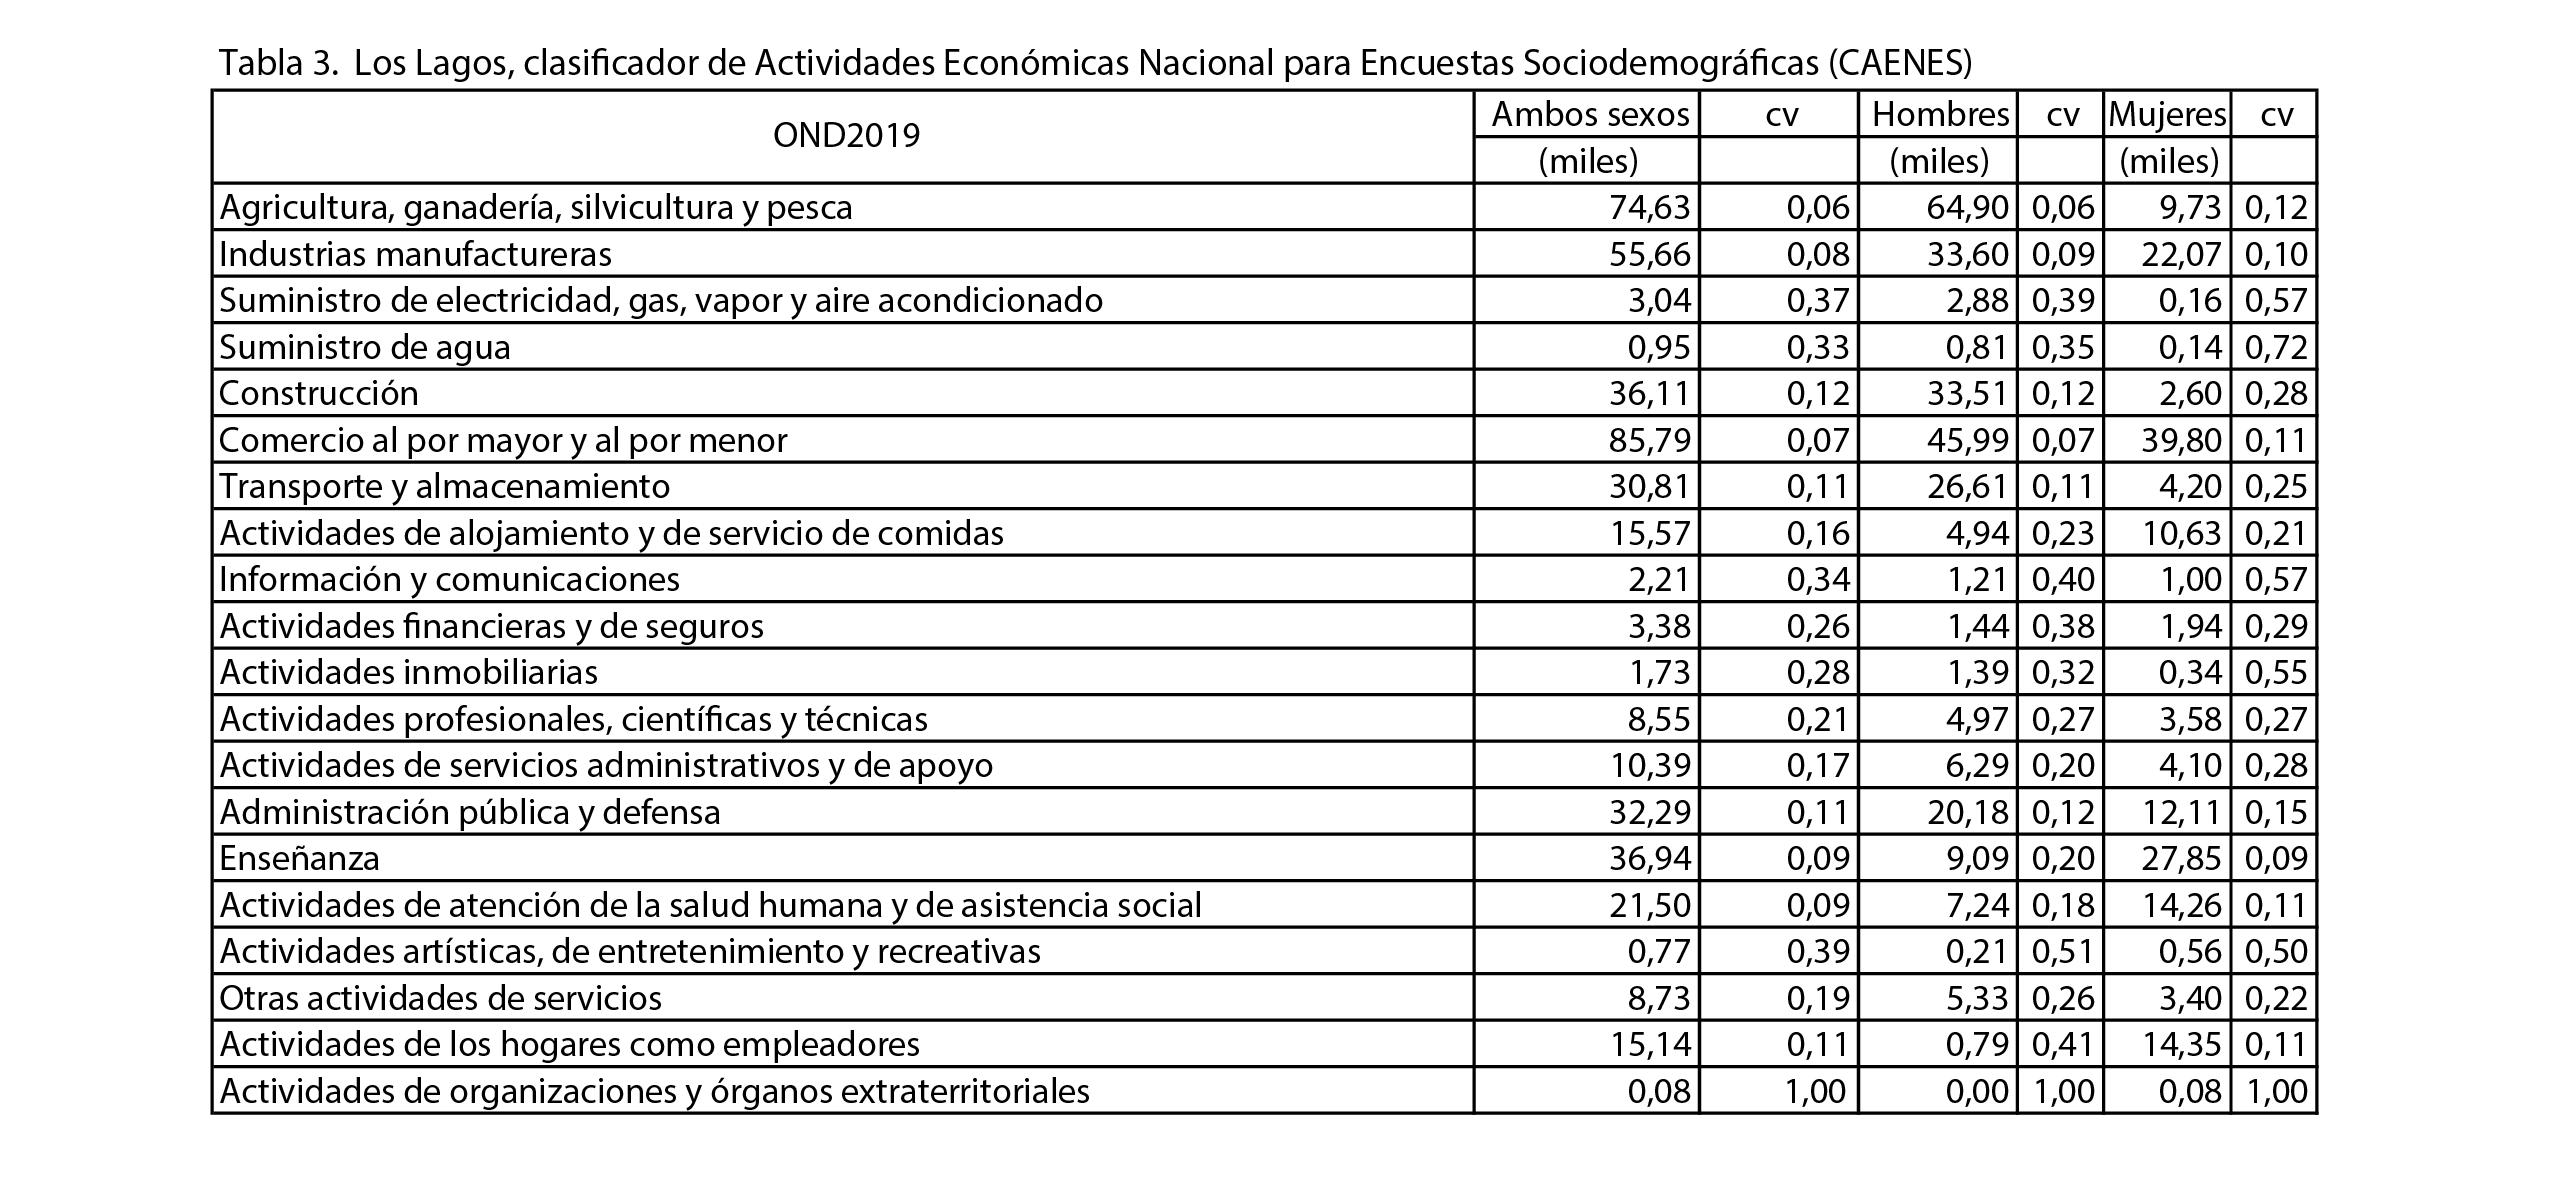 Tabla 3. Los Lagos, clasificador de Actividades Económicas Nacional para Encuestas Sociodemográficas (CAENES)
OND2019 Ambos sexos cv Hombres cv Mujeres cv
(miles) (miles) (miles)
Agricultura, ganadería, silvicultura y pesca 74,63 0,06 64,90 0,06 9,73 0,12
Industrias manufactureras 55,66 0,08 33,60 0,09 22,07 0,10
Suministro de electricidad, gas, vapor y aire acondicionado 3,04 0,37 2,88 0,39 0,16 0,57
Suministro de agua 0,95 0,33 0,81 0,35 0,14 0,72
Construcción 36,11 0,12 33,51 0,12 2,60 0,28
Comercio al por mayor y al por menor 85,79 0,07 45,99 0,07 39,80 0,11
Transporte y almacenamiento 30,81 0,11 26,61 0,11 4,20 0,25
Actividades de alojamiento y de servicio de comidas 15,57 0,16 4,94 0,23 10,63 0,21
Información y comunicaciones 2,21 0,34 1,21 0,40 1,00 0,57
Actividades financieras y de seguros 3,38 0,26 1,44 0,38 1,94 0,29
Actividades inmobiliarias 1,73 0,28 1,39 0,32 0,34 0,55
Actividades profesionales, científicas y técnicas 8,55 0,21 4,97 0,27 3,58 0,27
Actividades de servicios administrativos y de apoyo 10,39 0,17 6,29 0,20 4,10 0,28
Administración pública y defensa 32,29 0,11 20,18 0,12 12,11 0,15
Enseñanza 36,94 0,09 9,09 0,20 27,85 0,09
Actividades de atención de la salud humana y de asistencia social 21,50 0,09 7,24 0,18 14,26 0,11
Actividades artísticas, de entretenimiento y recreativas 0,77 0,39 0,21 0,51 0,56 0,50
Otras actividades de servicios 8,73 0,19 5,33 0,26 3,40 0,22
Actividades de los hogares como empleadores 15,14 0,11 0,79 0,41 14,35 0,11
Actividades de organizaciones y órganos extraterritoriales 0,08 1,00 0,00 1,00 0,08 1,00